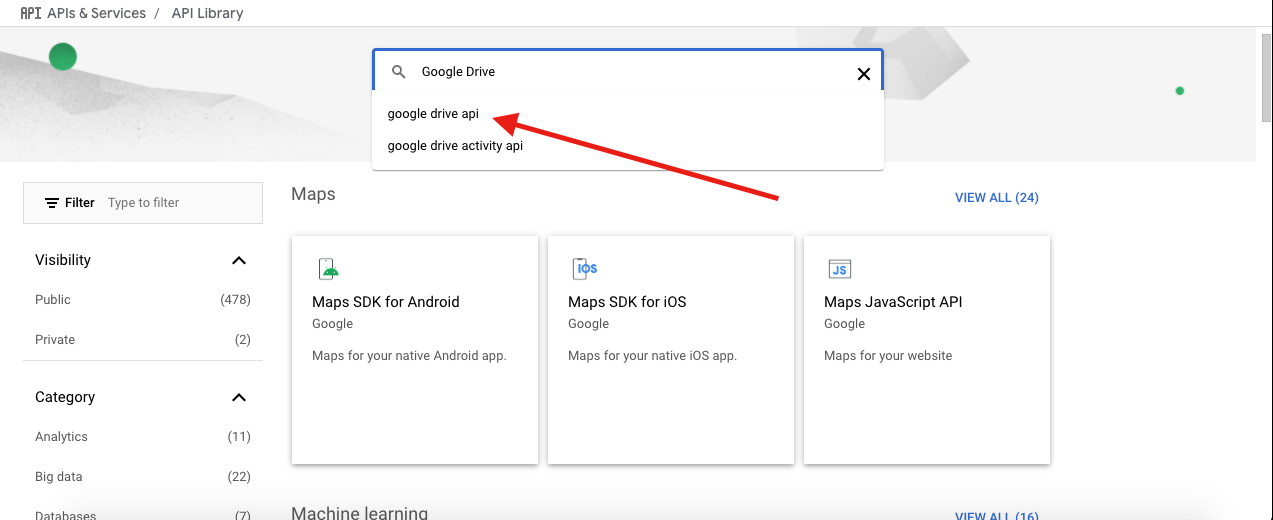 API APIs & Services / API Library
Google Drive
google drive api
google drive activity api
Filter Type to filter
Maps
VIEW ALL (24)
Visibility
Public (478)
Private (2)
Category
Analytics (11)
Big data (22)
Databases (7)
Maps SDK for Android
Google
Maps for your native Android app.
iOS
Maps SDK for iOS
Google
Maps for your native iOS app.
JS
Maps JavaScript API
Google
Maps for your website
Machine learning
VIEW ALL (16)